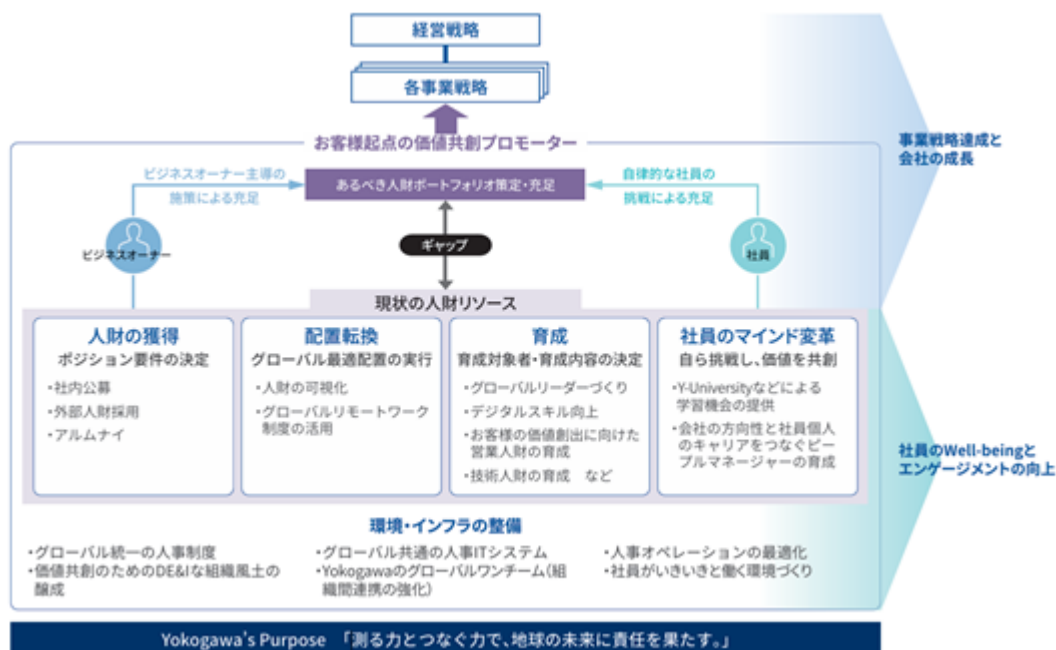 経営戦略
各事業戦略
お客様起点の価値共創プロモーター
ビジネスオーナー主導の
施策による充足
あるべき人財ポートフォリオ策定・充足
自律的な社員の
挑戦による充足
ビジネスオーナー
ギャップ
社員
現状の人財リソース
人財の獲得
ポジション要件の決定
・社内公募
・外部人財採用
・アルムナイ
配置転換
グローバル最適配置の実行
・人財の可視化
・グローバルリモートワーク
制度の活用
育成
育成対象者・育成内容の決定
・グローバルリーダーづくり
・デジタルスキル向上
・お客様の価値創出に向けた
営業人財の育成
・技術人財の育成 など
社員のマインド変革
自ら挑戦し、価値を共創
・Y-Universityなどによる
学習機会の提供
・会社の方向性と社員個人
のキャリアをつなぐピー
プルマネージャーの育成
環境・インフラの整備
・グローバル統一の人事制度
・価値共創のためのDE&Iな組織風土の
醸成
・グローバル共通の人事ITシステム
・Yokogawaのグローバルワンチーム（組
織間連携の強化）
・人事オペレーションの最適化
・社員がいきいきと働く環境づくり
事業戦略達成と
会社の成長
社員のWell-beingと
エンゲージメントの向上
Yokogawa's Purpose 「測る力とつなぐ力で、地球の未来に責任を果たす。」